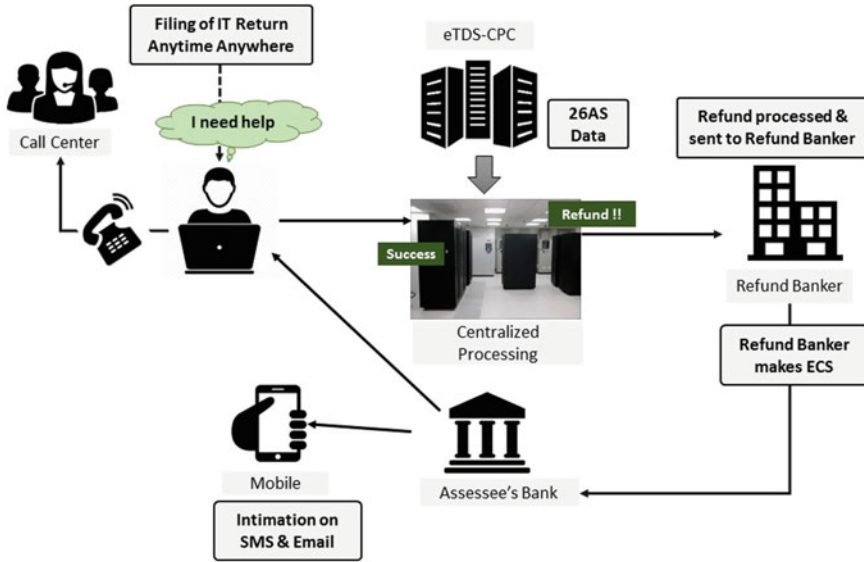 Filing of IT Return
Anytime Anywhere
eTDS-CPC
I need help
26AS
Data
Refund processed &
sent to Refund Banker
Call Center
Refund !!
Success
Refund Banker
Centralized
Processing
Refund Banker
makes ECS
Mobile
Assessee's Bank
Intimation on
SMS & Email